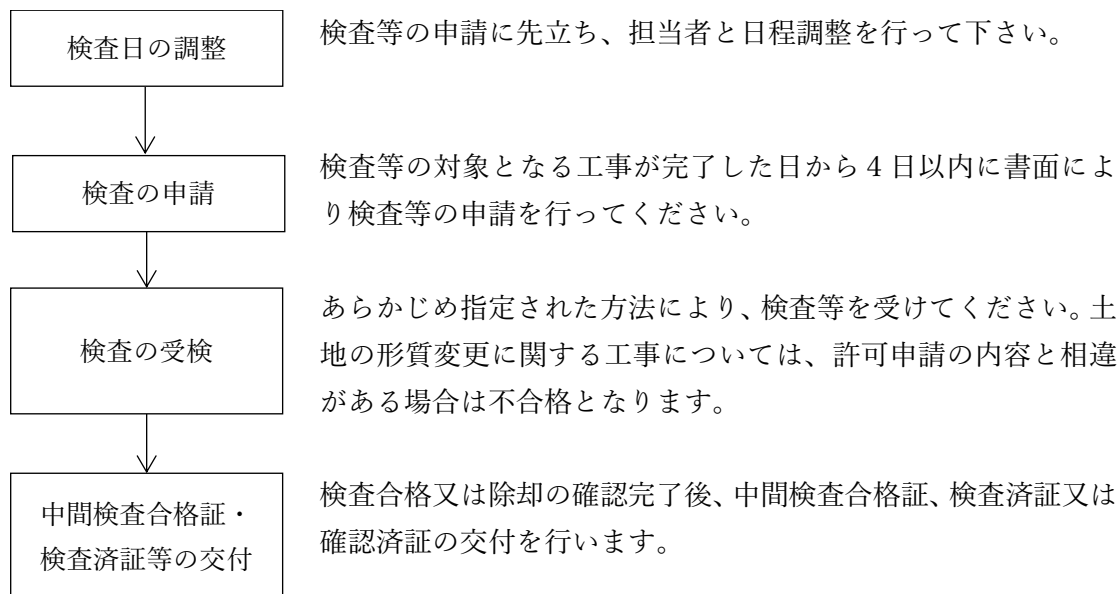 検査日の調整
検査等の申請に先立ち、担当者と日程調整を行って下さい。
検査の申請
検査等の対象となる工事が完了した日から４日以内に書面によ
り検査等の申請を行ってください。
検査の受検
あらかじめ指定された方法により、検査等を受けてください。土
地の形質変更に関する工事については、許可申請の内容と相違
がある場合は不合格となります。
中間検査合格証・
検査済証等の交付
検査合格又は除却の確認完了後、中間検査合格証、検査済証又は
確認済証の交付を行います。